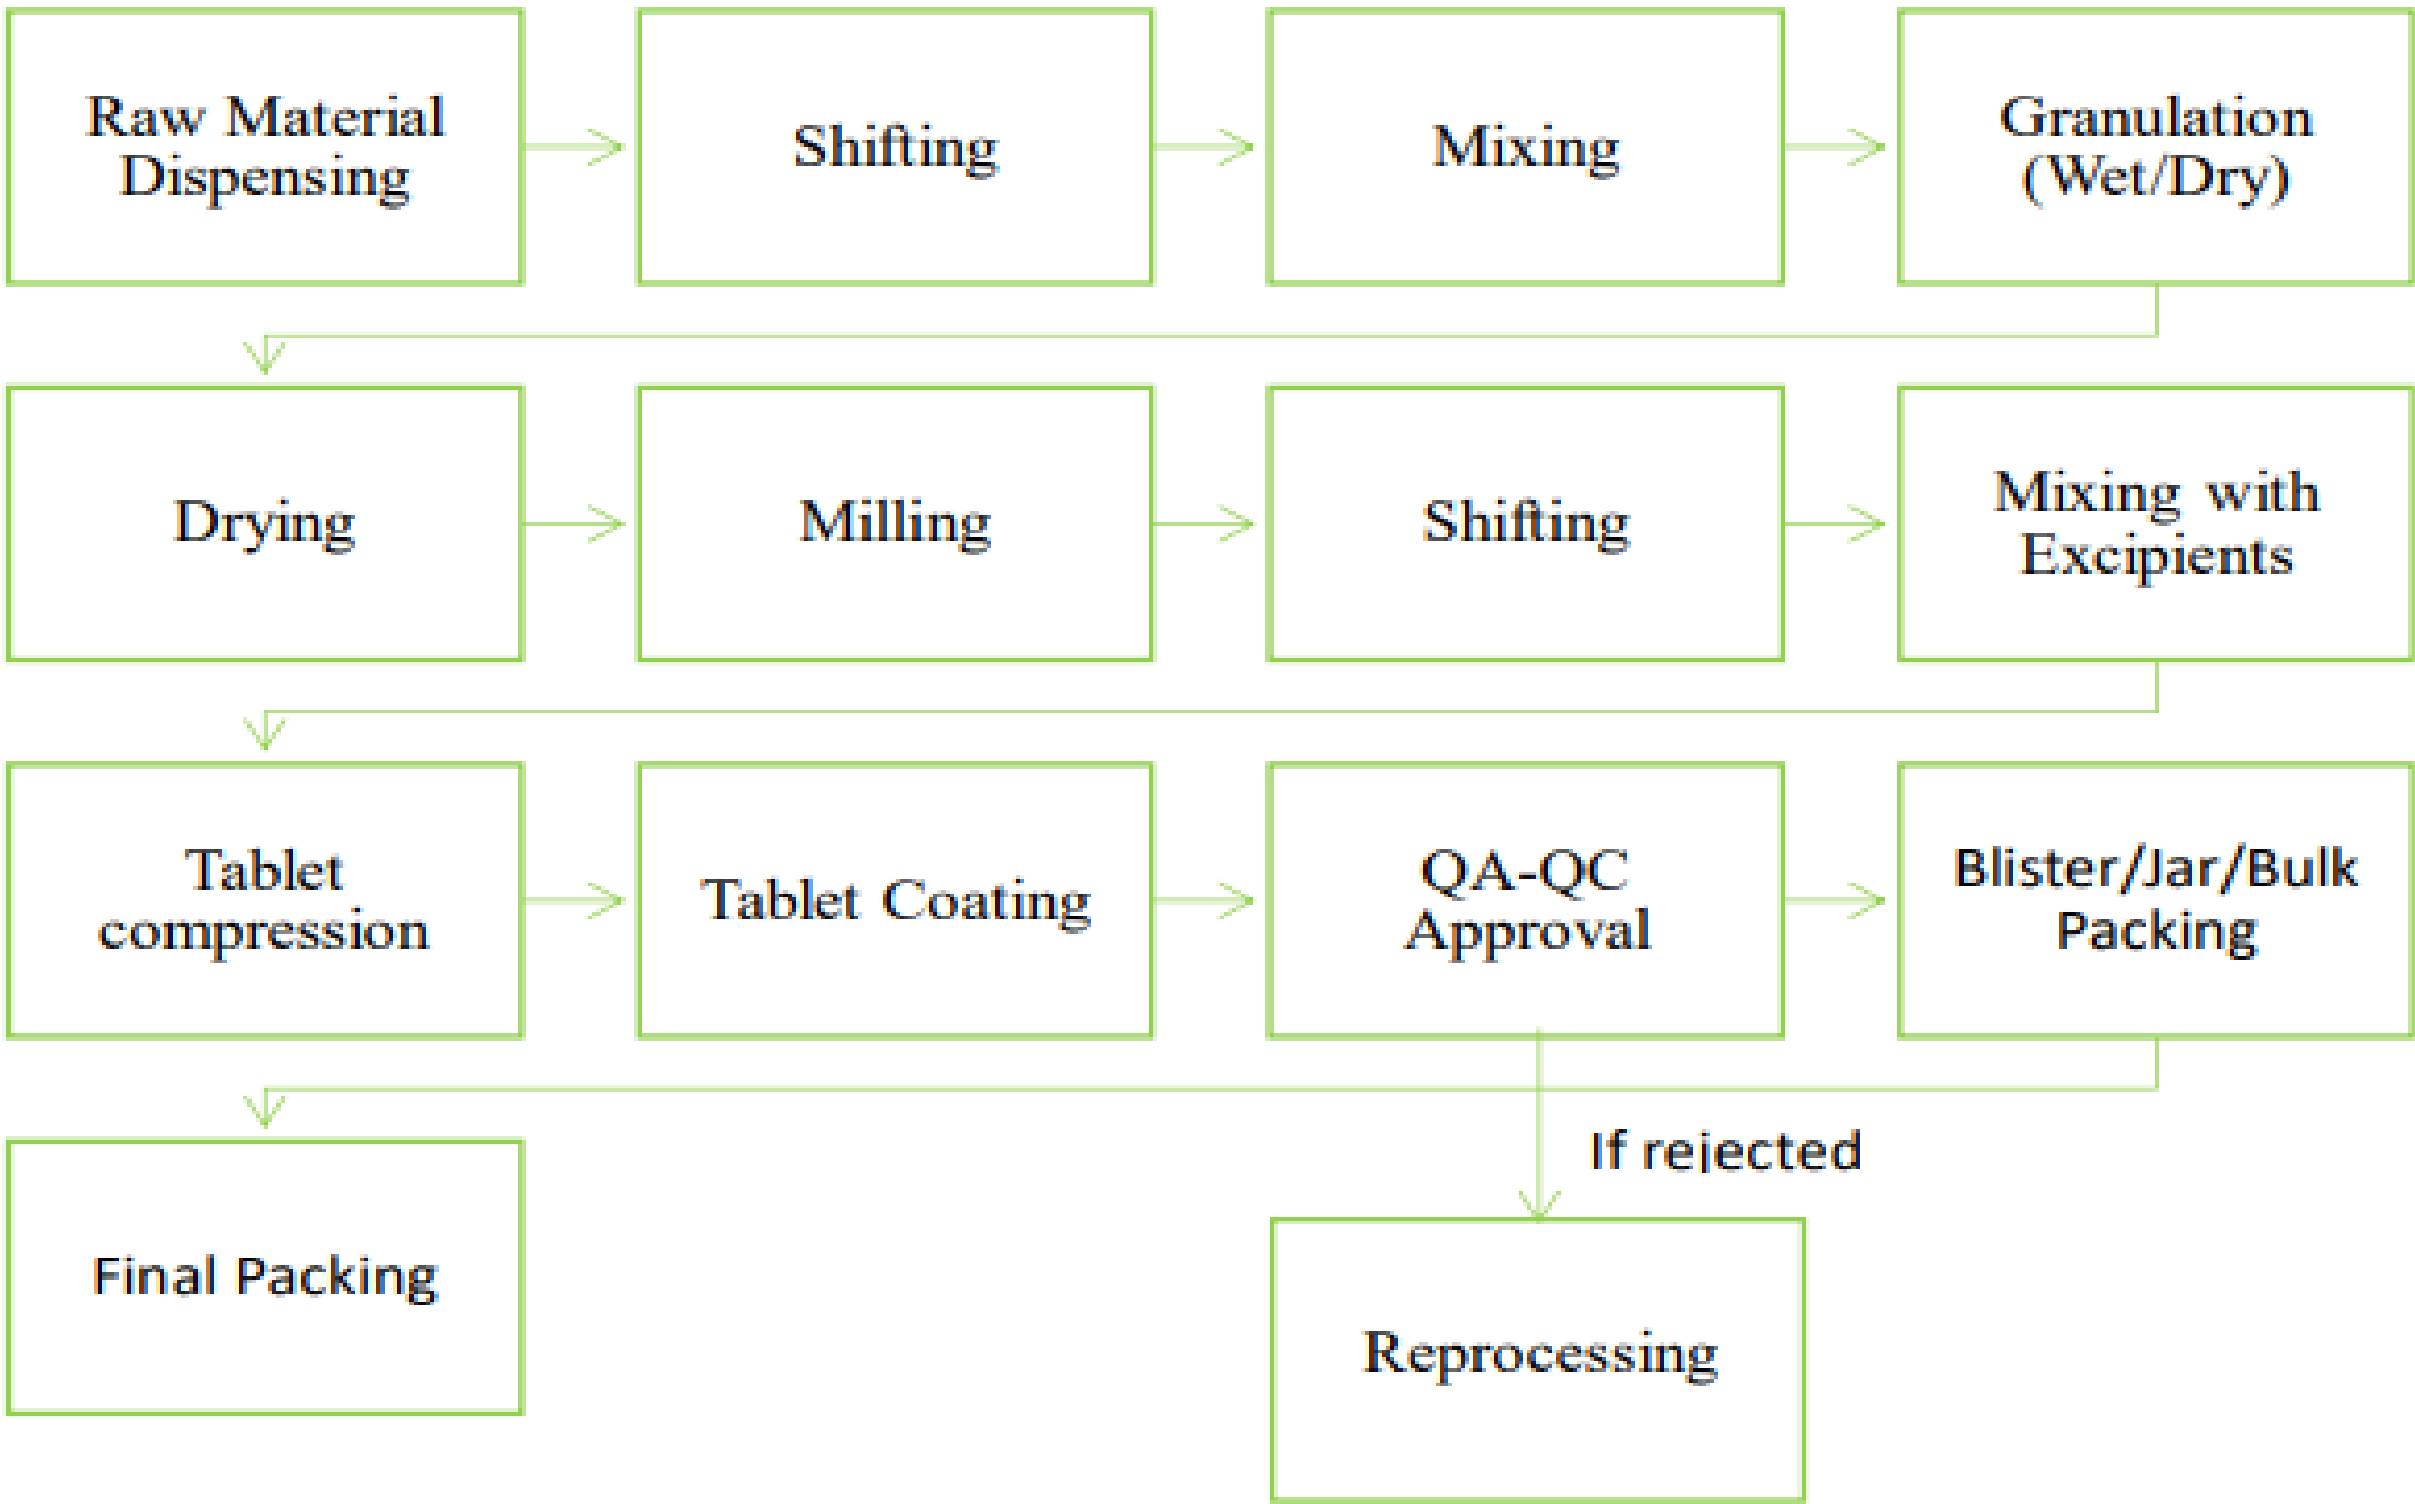 Raw Material
Dispensing
Shifting
Mixing
Granulation
(Wet/Dry)
Drying
Milling
Shifting
Mixing with
Excipients
Tablet
compression
Tablet Coating
QA-QC
Approval
Blister/Jar/Bulk
Packing
If rejected
Final Packing
Reprocessing